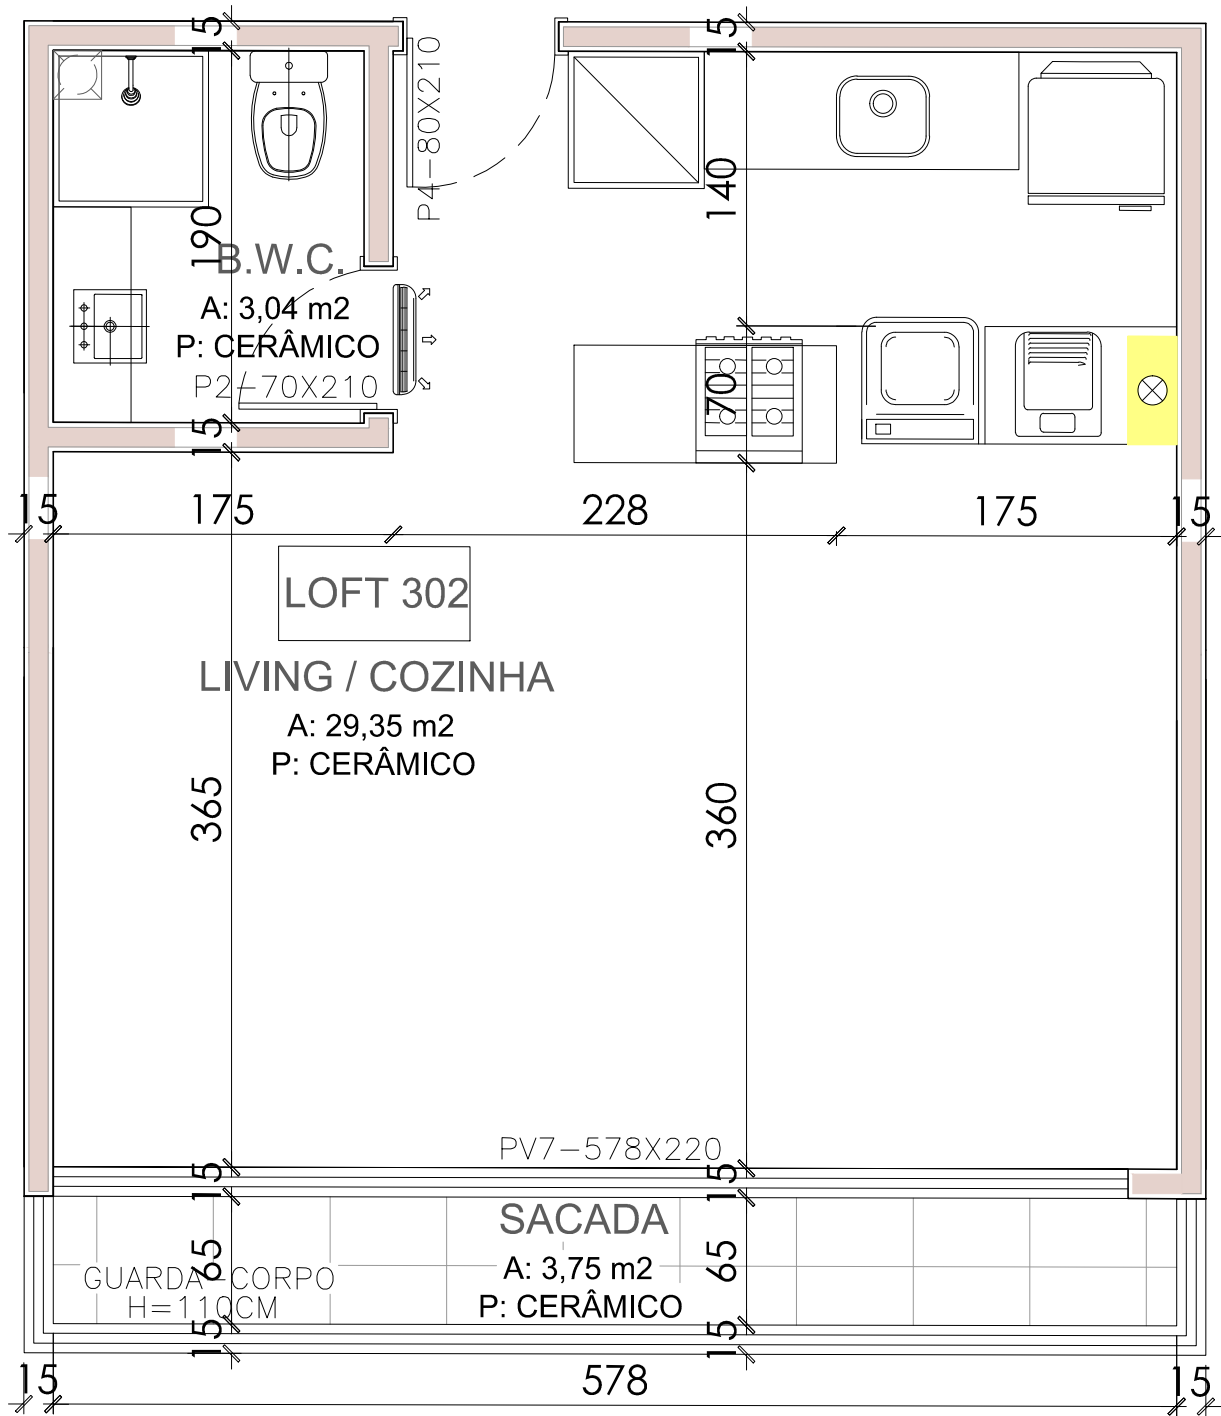 15
15
P4-80X210
190
140
B.W.C.
A: 3,04 m2
P: CERÂMICO
P2-70X210
70
15
15
175
228
175
15
LOFT 302
LIVING / COZINHA
A: 29,35 m2
P: CERÂMICO
365
360
PV7-578X220
15
15
SACADA
A: 3,75 m2
P: CERÂMICO
65
65
GUARDA-CORPO
H=110CM
15
15
15
578
15